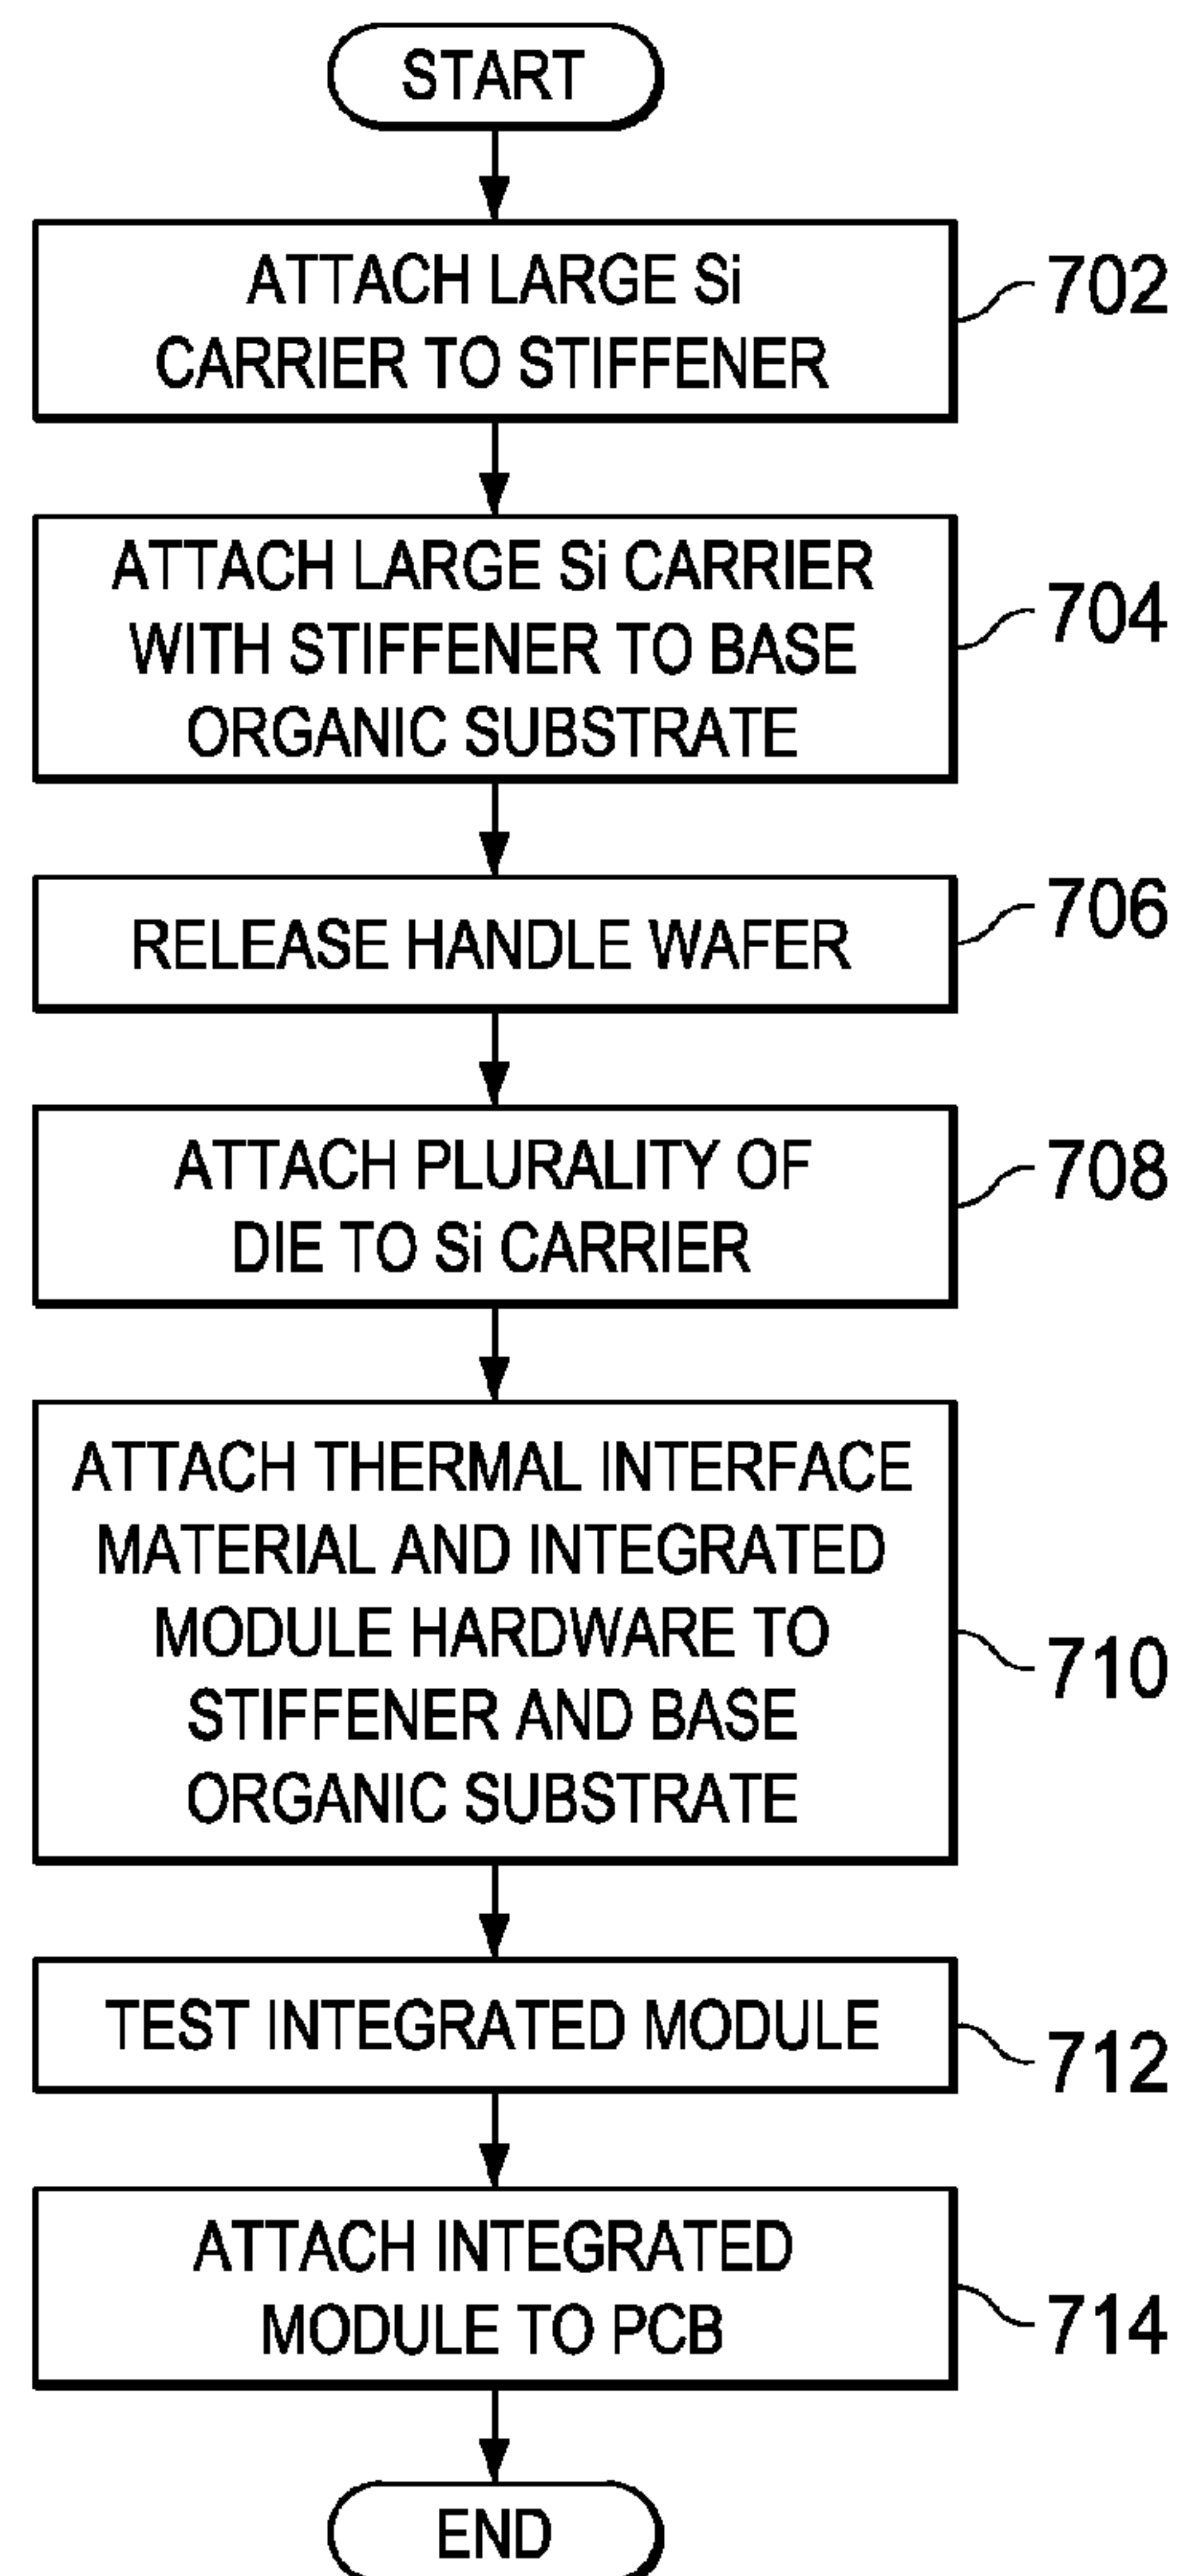 START
ATTACH LARGE Si
CARRIER TO STIFFENER
702
ATTACH LARGE Si CARRIER
WITH STIFFENER TO BASE
ORGANIC SUBSTRATE
704
RELEASE HANDLE WAFER
706
ATTACH PLURALITY OF
DIE TO Si CARRIER
708
ATTACH THERMAL INTERFACE
MATERIAL AND INTEGRATED
MODULE HARDWARE TO
STIFFENER AND BASE
ORGANIC SUBSTRATE
710
TEST INTEGRATED MODULE
712
ATTACH INTEGRATED
MODULE TO PCB
714
END